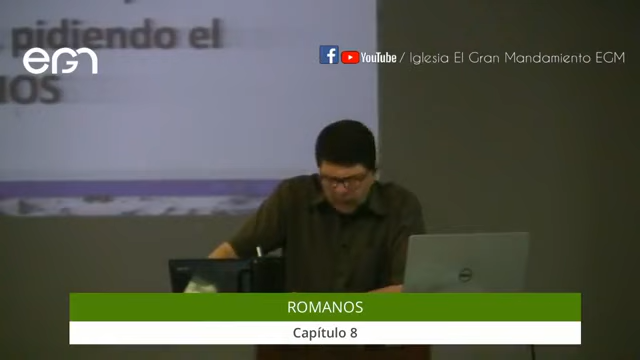 pidiendo el
EGM
YouTube / Iglesia El Gran Mandamiento EGM
DELL
ROMANOS
Capítulo 8